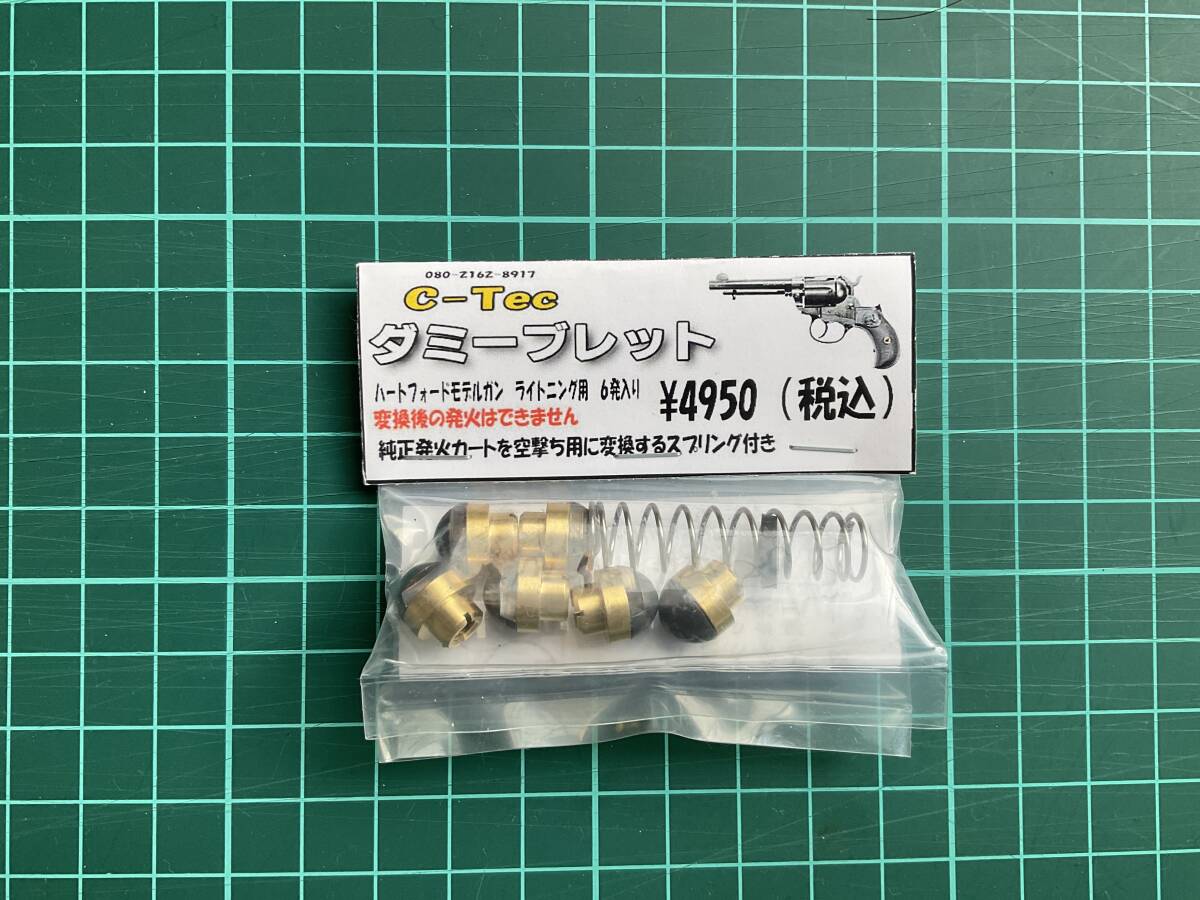 080-2162-8917
C-Tec
ダミーブレット
ハートフォードモデルガン ライトニング用 6発入り ¥4950（税込）
変換後の発火はできません
純正発火カートを空撃ち用に変換するスプリング付き